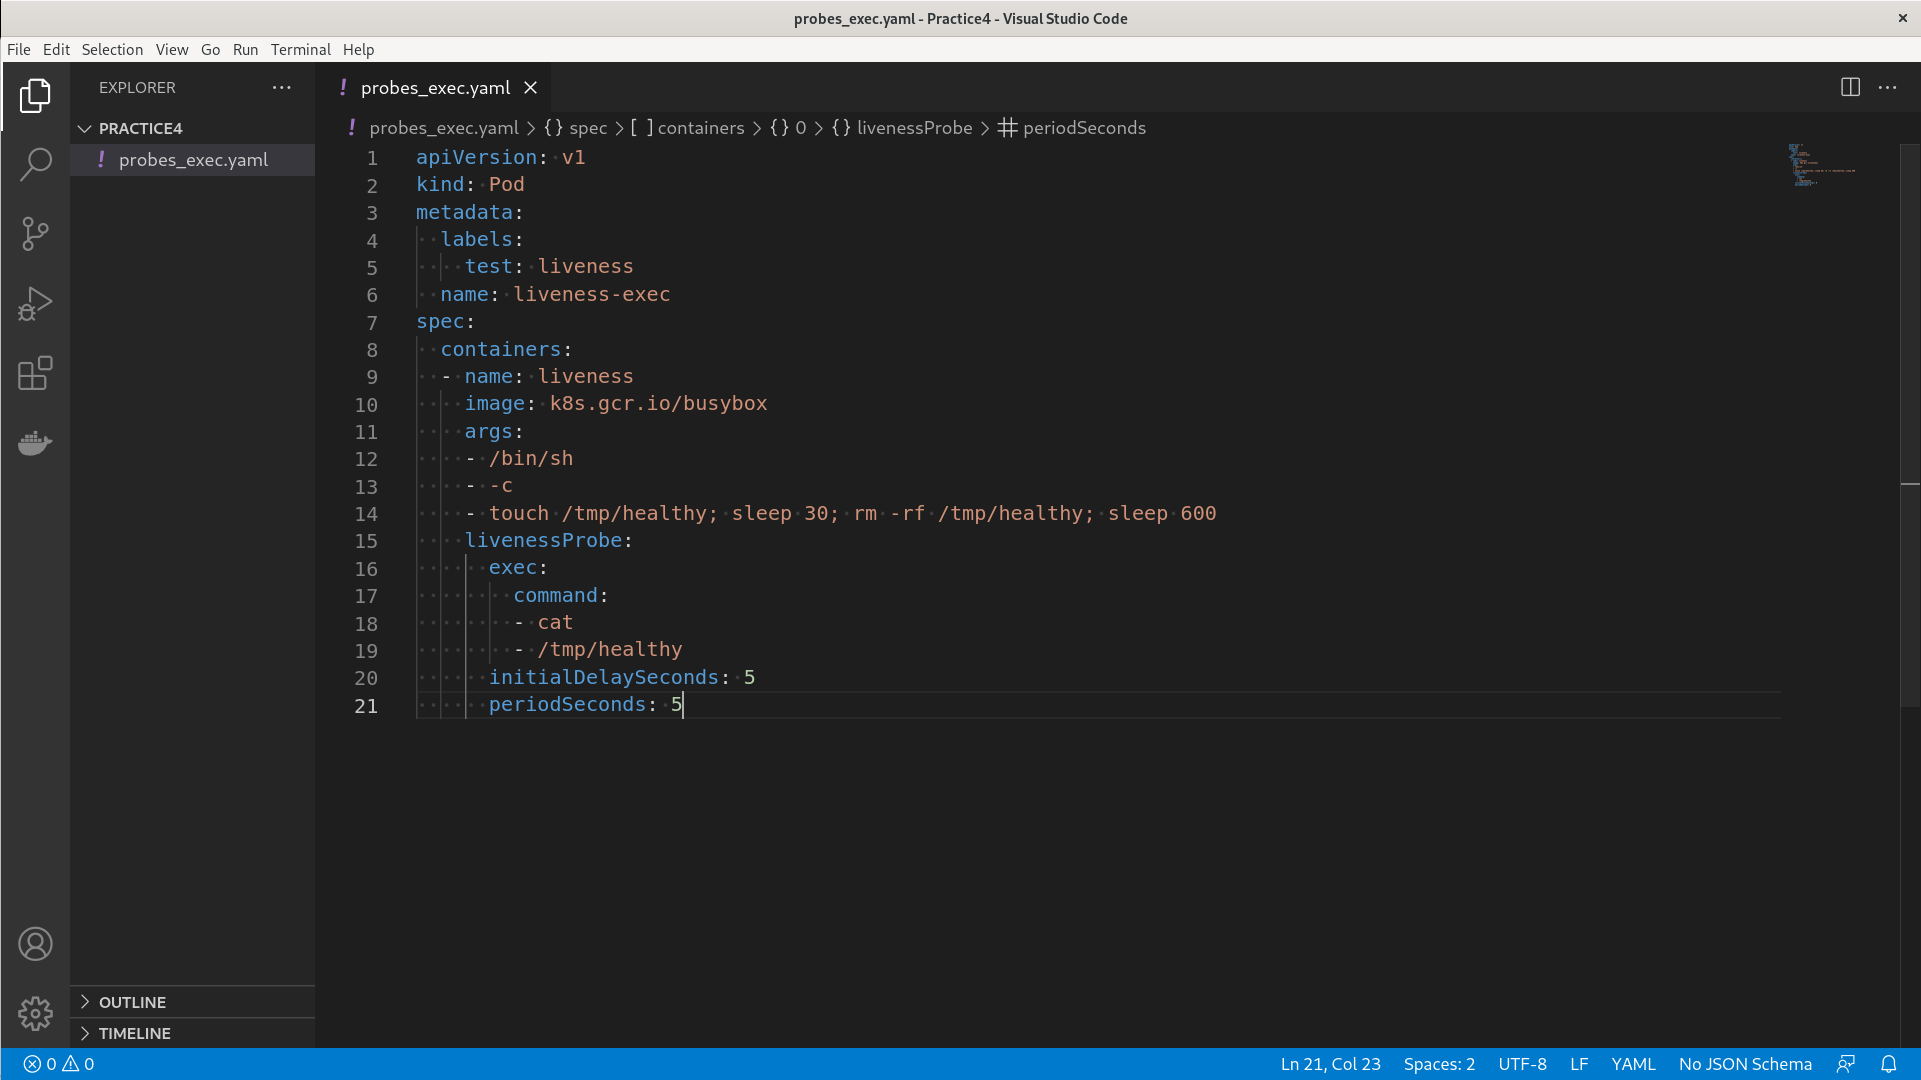 probes_exec.yaml - Practice4 - Visual Studio Code
File Edit Selection View Go Run Terminal Help
EXPLORER
PRACTICE4
probes_exec.yaml
OUTLINE
TIMELINE
probes_exec.yaml
probes_exec.yaml > {} spec > [ ] containers > {} 0 > {} livenessProbe > periodSeconds
1 apiVersion: v1
2 kind: Pod
3 metadata:
4   labels:
5     test: liveness
6   name: liveness-exec
7 spec:
8   containers:
9   - name: liveness
10     image: k8s.gcr.io/busybox
11     args:
12     - /bin/sh
13     - -c
14     - touch /tmp/healthy; sleep 30; rm -rf /tmp/healthy; sleep 600
15     livenessProbe:
16       exec:
17         command:
18         - cat
19         - /tmp/healthy
20       initialDelaySeconds: 5
21       periodSeconds: 5
0 0 Ln 21, Col 23 Spaces: 2 UTF-8 LF YAML No JSON Schema